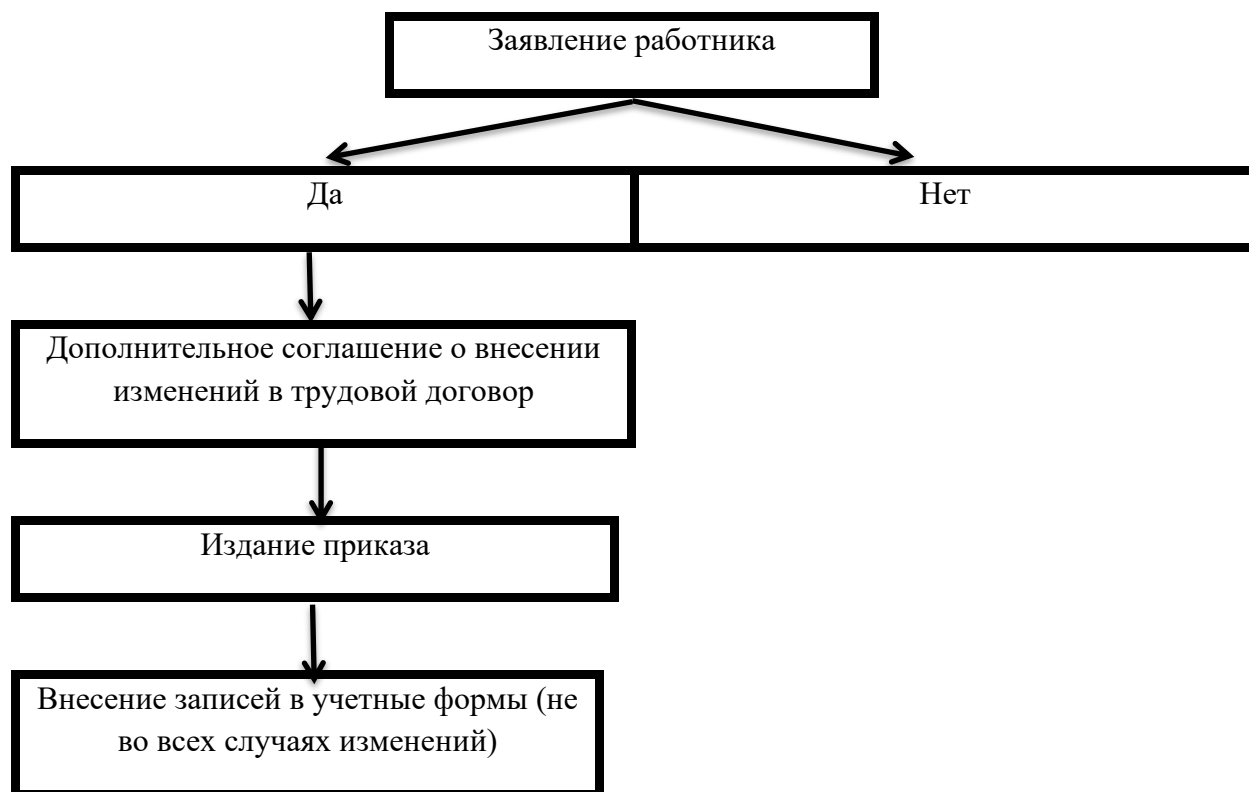 Заявление работника
Да
Нет
Дополнительное соглашение о внесении
изменений в трудовой договор
Издание приказа
Внесение записей в учетные формы (не
во всех случаях изменений)